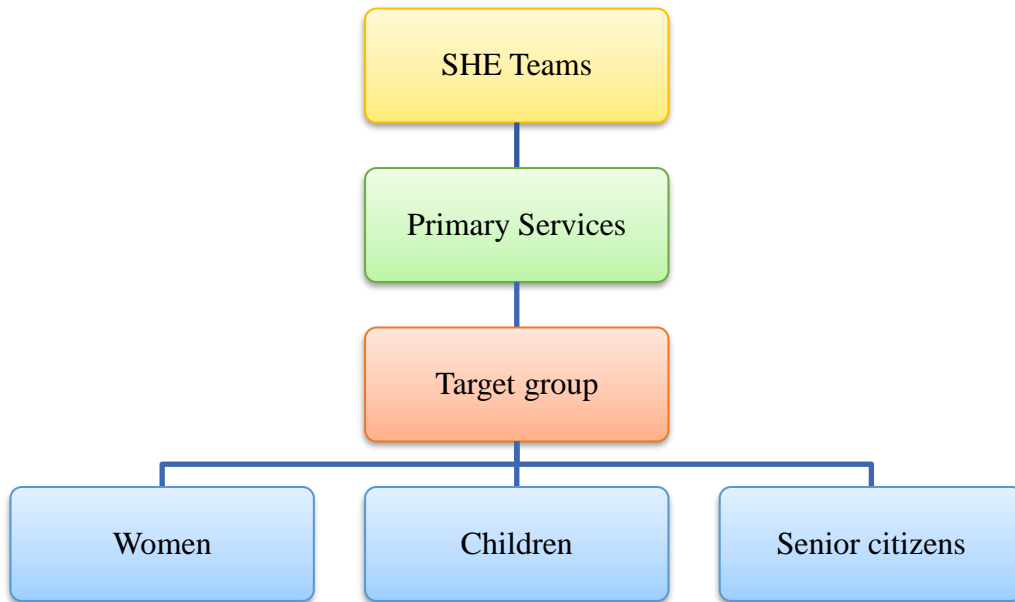 SHE Teams
Primary Services
Target group
Women
Children
Senior citizens